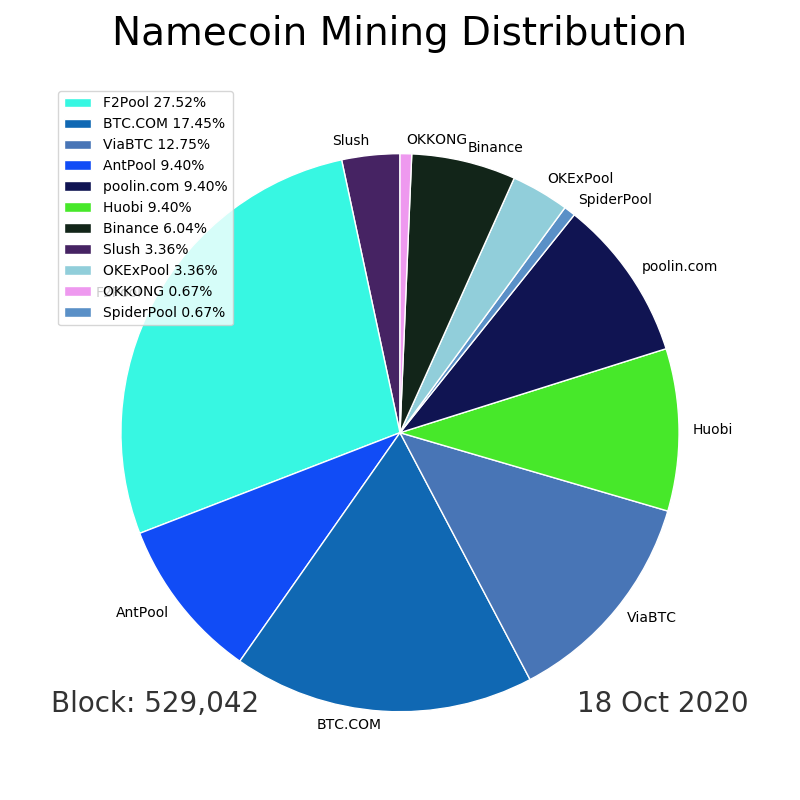 Namecoin Mining Distribution
F2Pool 27.52%
BTC.COM 17.45%
ViaBTC 12.75%
AntPool 9.40%
poolin.com 9.40%
Huobi 9.40%
Binance 6.04%
Slush 3.36%
OKExPool 3.36%
OKKONG 0.67%
SpiderPool 0.67%
Slush
OKKONG
Binance
OKExPool
SpiderPool
poolin.com
Huobi
ViaBTC
BTC.COM
AntPool
Block: 529,042
18 Oct 2020